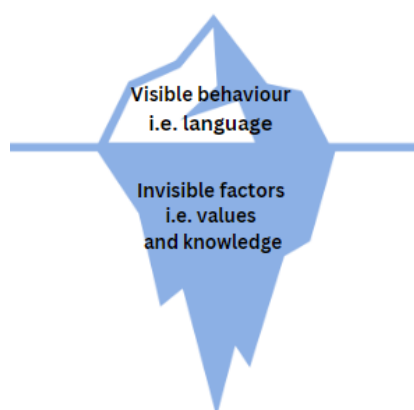 Visible behaviour
i.e. language
Invisible factors
i.e. values
and knowledge